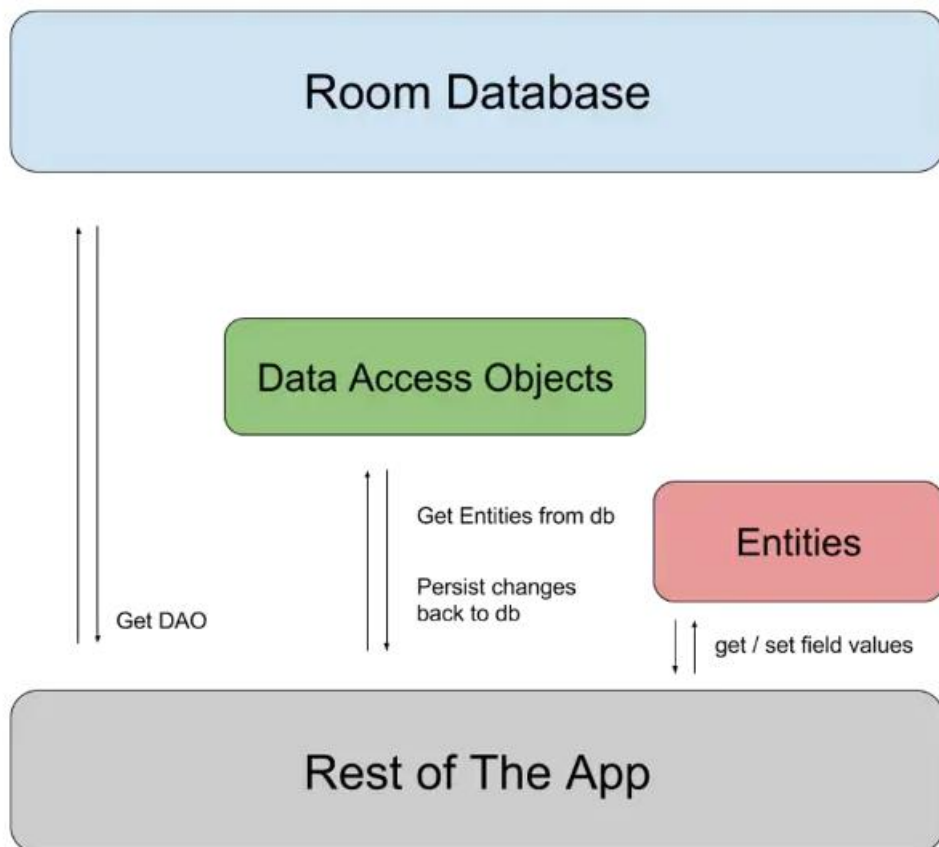 Room Database
Data Access Objects
Get Entities from db
Entities
Persist changes
back to db
Get DAO
get / set field values
Rest of The App